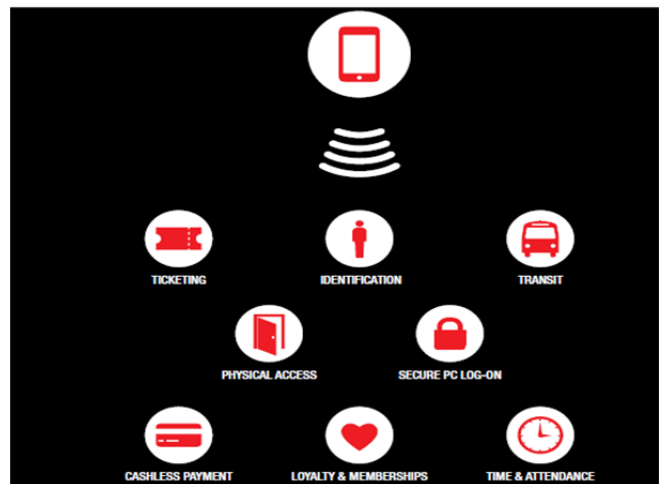 TICKETING
IDENTIFICATION
TRANSIT
PHYSICAL ACCESS
SECURE PC LOG-ON
CASHLESS PAYMENT
LOYALTY & MEMBERSHIPS
TIME & ATTENDANCE